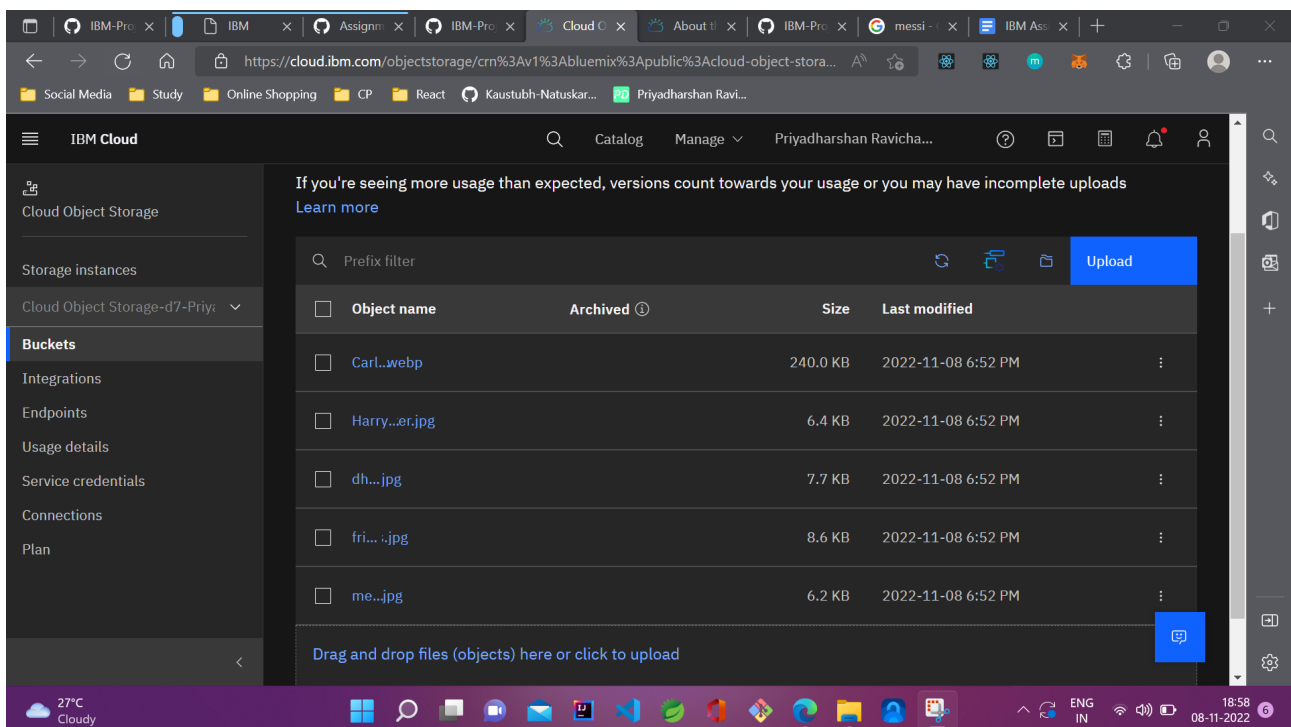 IBM-Pro
IBM
Assignm
IBM-Pro
Cloud O
About th
IBM-Pro
messi -
IBM Ass
https://cloud.ibm.com/objectstorage/crn%3Av1%3Abluemix%3Apublic%3Acloud-object-stora...
Social Media
Study
Online Shopping
CP
React
Kaustubh-Natuskar...
PD Priyadharshan Ravi...
IBM Cloud
Catalog
Manage
Priyadharshan Ravicha...
Cloud Object Storage
Storage instances
Cloud Object Storage-d7-Priya
Buckets
Integrations
Endpoints
Usage details
Service credentials
Connections
Plan
If you're seeing more usage than expected, versions count towards your usage or you may have incomplete uploads
Learn more
Prefix filter
Upload
Object name Archived Size Last modified
Carl...webp 240.0 KB 2022-11-08 6:52 PM
Harry...er.jpg 6.4 KB 2022-11-08 6:52 PM
dh...jpg 7.7 KB 2022-11-08 6:52 PM
fri...s.jpg 8.6 KB 2022-11-08 6:52 PM
me...jpg 6.2 KB 2022-11-08 6:52 PM
Drag and drop files (objects) here or click to upload
27°C
Cloudy
ENG
IN
18:58
08-11-2022
6